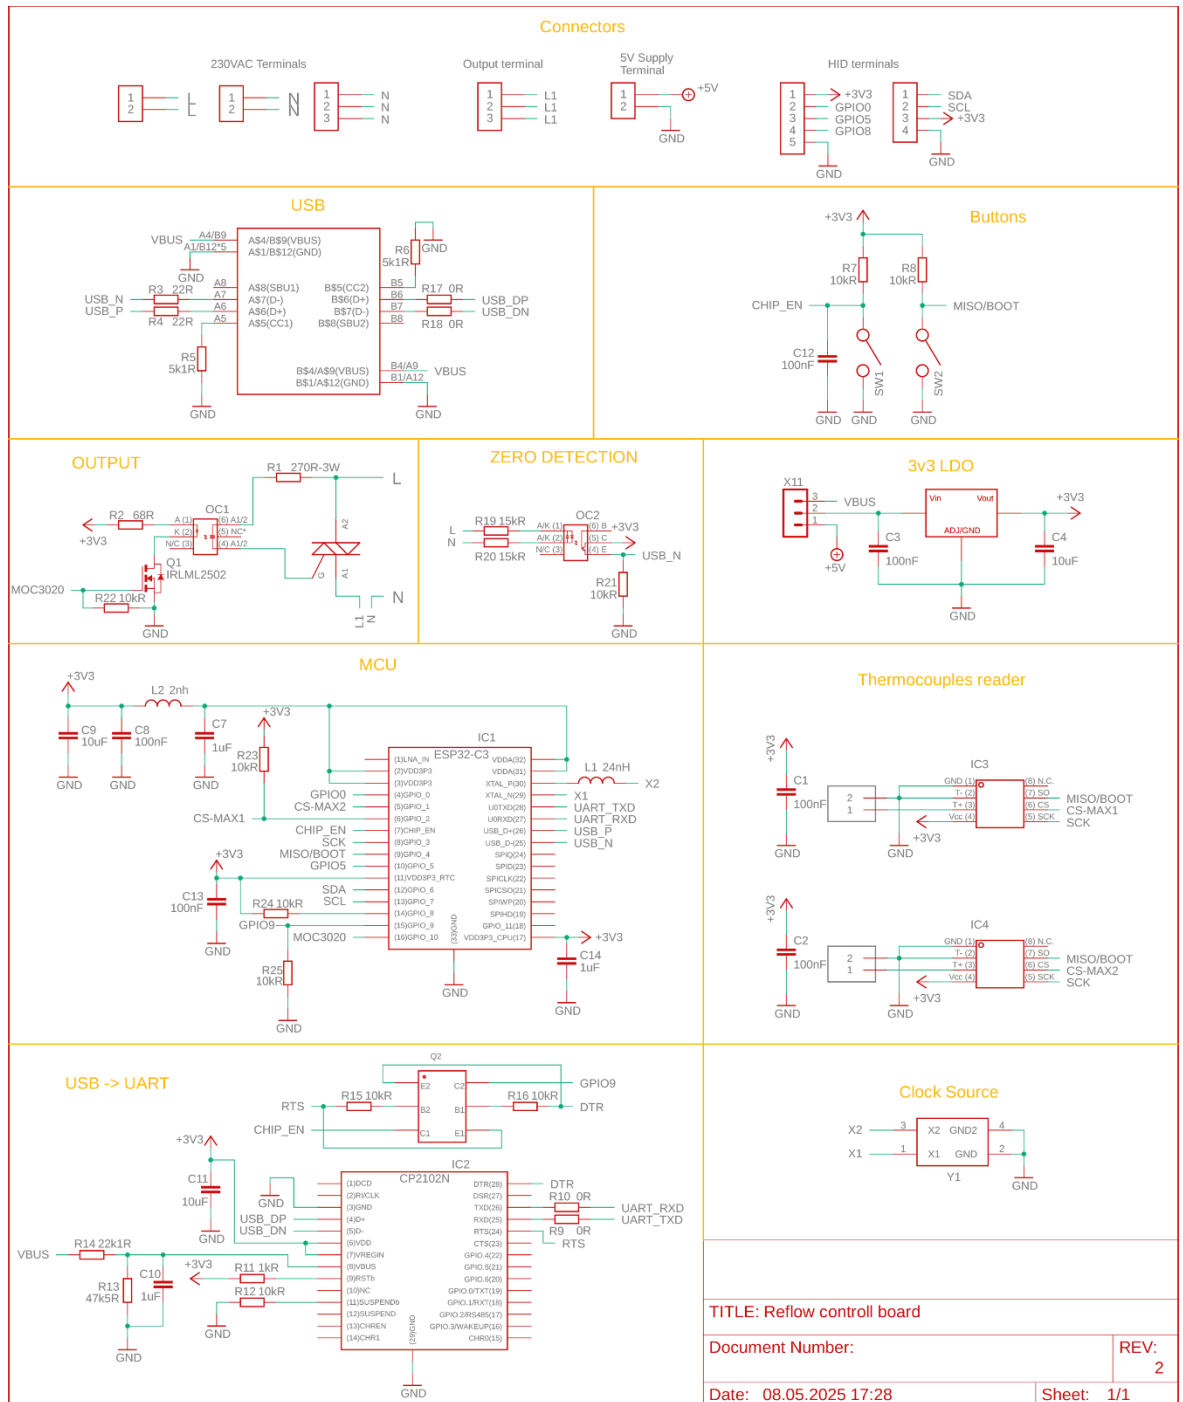 Connectors
230VAC Terminals
Output terminal
5V Supply
Terminal
HID terminals
1
2
L
L
1
2
N
N
1
2
3
N
N
N
1
2
3
L1
L1
L1
1
2
+5V
GND
1
2
3
4
5
+3V3
GPIO0
GPIO5
GPIO8
GND
1
2
3
4
SDA
SCL
+3V3
GND
USB
VBUS
A4/B9
A1/B12*5
GND
A8
A7
A6
A5
USB_N
USB_P
R3 22R
R4 22R
R5
5k1R
GND
A$4/B$9(VBUS)
A$1/B$12(GND)
A$8(SBU1)
A$7(D-)
A$6(D+)
A$5(CC1)
B$5(CC2)
B$6(D+)
B$7(D-)
B$8(SBU2)
B$4/A$9(VBUS)
B$1/A$12(GND)
R6
5k1R
GND
B5
B6
B7
B8
R17 0R
R18 0R
USB_DP
USB_DN
B4/A9
VBUS
B1/A12
GND
Buttons
+3V3
R7
10kR
R8
10kR
CHIP_EN
MISO/BOOT
C12
100nF
SW1
SW2
GND
GND
GND
OUTPUT
R1 270R-3W
L
R2 68R
+3V3
OC1
A (1)
K (2)
N/C (3)
(6) A1/2
(5) NC*
(4) A1/2
Q1
IRLML2502
MOC3020
R22 10kR
GND
A2
G
A1
N
L1
N
ZERO DETECTION
L
N
R19 15kR
R20 15kR
OC2
A/K (1)
A/K (2)
N/C (3)
(6) B
(5) C
(4) E
+3V3
USB_N
R21
10kR
GND
3v3 LDO
X11
3
2
1
VBUS
+5V
Vin
Vout
ADJ/GND
+3V3
C3
100nF
C4
10uF
GND
MCU
+3V3
L2 2nh
C9
10uF
C8
100nF
C7
1uF
GND
GND
GND
+3V3
R23
10kR
IC1
ESP32-C3
GPIO0
CS-MAX2
CS-MAX1
CHIP_EN
SCK
MISO/BOOT
GPIO5
+3V3
SDA
SCL
C13
100nF
GND
R24 10kR
GPIO9
MOC3020
R25
10kR
GND
(1)LNA_IN
(2)VDD3P3
(3)VDD3P3
(4)GPIO_0
(5)GPIO_1
(6)GPIO_2
(7)CHIP_EN
(8)GPIO_3
(9)GPIO_4
(10)GPIO_5
(11)VDD3P3_RTC
(12)GPIO_6
(13)GPIO_7
(14)GPIO_8
(15)GPIO_9
(16)GPIO_10
(33)GND
GND
VDDA(32)
VDDA(31)
XTAL_P(30)
XTAL_N(29)
U0TXD(28)
U0RXD(27)
USB_D+(26)
USB_D-(25)
SPIQ(24)
SPID(23)
SPICLK(22)
SPICSO(21)
SPIWP(20)
SPIHD(19)
GPIO_11(18)
VDD3P3_CPU(17)
L1 24nH
X2
X1
UART_TXD
UART_RXD
USB_P
USB_N
+3V3
C14
1uF
GND
Thermocouples reader
+3V3
C1
100nF
GND
2
1
IC3
GND (1)
T- (2)
T+ (3)
Vcc (4)
(8) N.C.
(7) SO
(6) CS
(5) SCK
MISO/BOOT
CS-MAX1
SCK
+3V3
GND
+3V3
C2
100nF
GND
2
1
IC4
GND (1)
T- (2)
T+ (3)
Vcc (4)
(8) N.C.
(7) SO
(6) CS
(5) SCK
MISO/BOOT
CS-MAX2
SCK
+3V3
GND
USB -> UART
Q2
E2
B2
C1
C2
B1
E1
RTS
R15 10kR
CHIP_EN
R16 10kR
GPIO9
DTR
+3V3
C11
10uF
GND
GND
USB_DP
USB_DN
VBUS
R14 22k1R
R13
47k5R
C10
1uF
GND
+3V3
R11 1kR
R12 10kR
GND
IC2
CP2102N
(1)DCD
(2)RI/CLK
(3)GND
(4)D+
(5)D-
(6)VDD
(7)VREGIN
(8)VBUS
(9)RSTb
(10)NC
(11)SUSPENDb
(12)SUSPEND
(13)CHREN
(14)CHR1
(29)GND
GND
DTR(28)
DSR(27)
TXD(26)
RXD(25)
RTS(24)
CTS(23)
GPIO.4(22)
GPIO.5(21)
GPIO.6(20)
GPIO.0/TXT(19)
GPIO.1/RXT(18)
GPIO.2/RS485(17)
GPIO.3/WAKEUP(16)
CHR0(15)
DTR
R10 0R
R9 0R
RTS
UART_RXD
UART_TXD
Clock Source
X2
X1
3
1
X2 GND2
X1 GND
4
2
Y1
GND
TITLE: Reflow controll board
Document Number:
REV:
2
Date: 08.05.2025 17:28
Sheet: 1/1